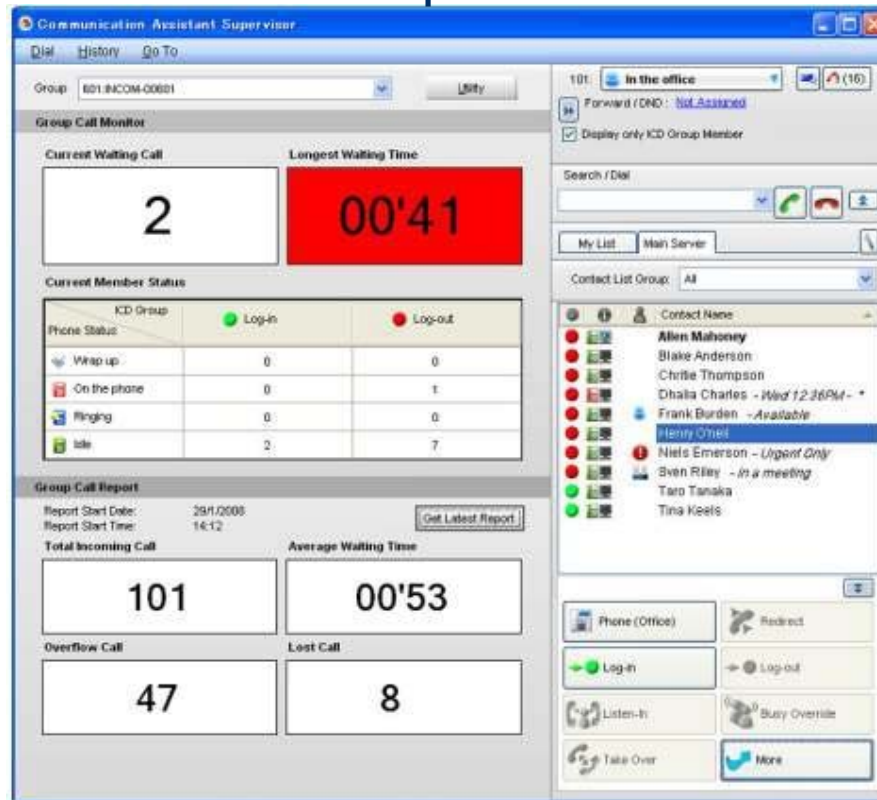 Communication Assistant Supervisor
Dial History Go To
Group 601:INCOM-00601 Utility
Group Call Monitor
Current Waiting Call Longest Waiting Time
2 00'41
Current Member Status
ICD Group
Phone Status
Log-in Log-out
Wrap up 0 0
On the phone 0 1
Ringing 0 0
Idle 2 7
Group Call Report
Report Start Date: 29/1/2008
Report Start Time: 14:12
Get Latest Report
Total Incoming Call Average Waiting Time
101 00'53
Overflow Call Lost Call
47 8
101: In the office (16)
Forward / DND : Not Assigned
Display only ICD Group Member
Search / Dial
My List Main Server
Contact List Group: All
Contact Name
Allen Mahoney
Blake Anderson
Christie Thompson
Dhalia Charles - Wed 12:36PM - *
Frank Burden - Available
Henry O'neil
Niels Emerson - Urgent Only
Sven Riley - In a meeting
Taro Tanaka
Tina Keels
Phone (Office) Redirect
Log-in Log-out
Listen-In Busy Override
Take Over More